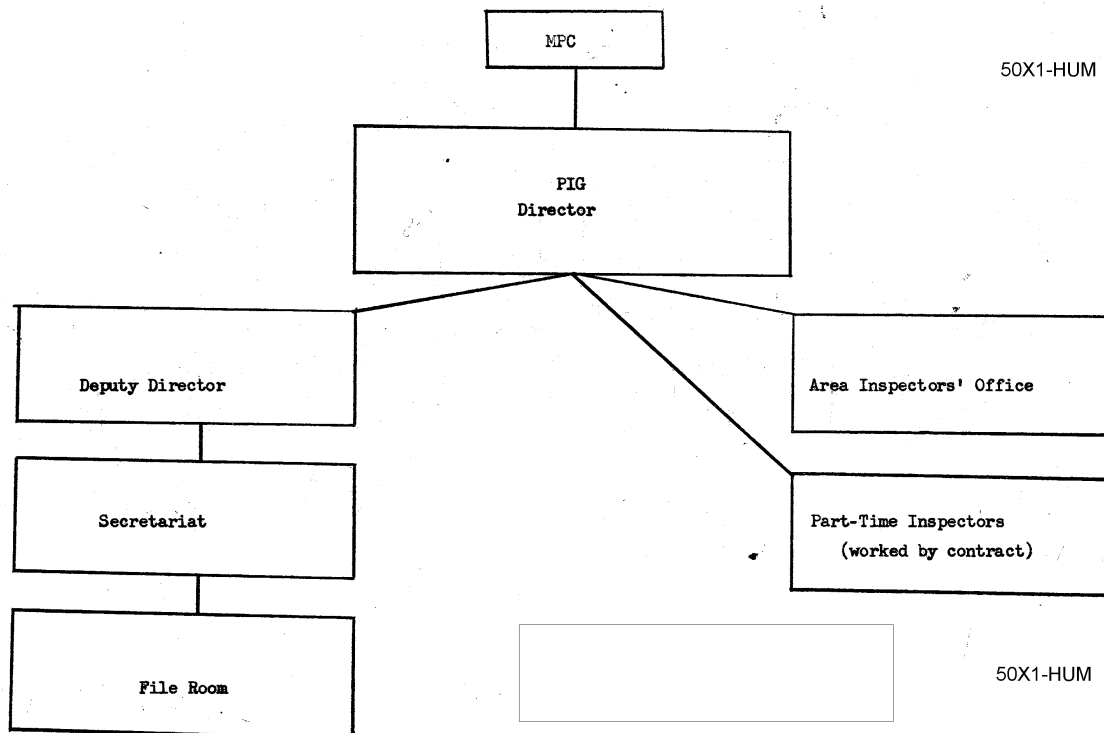 MPC
50X1-HUM
PIG
Director
Deputy Director
Area Inspectors' Office
Secretariat
Part-Time Inspectors
(worked by contract)
File Room
50X1-HUM